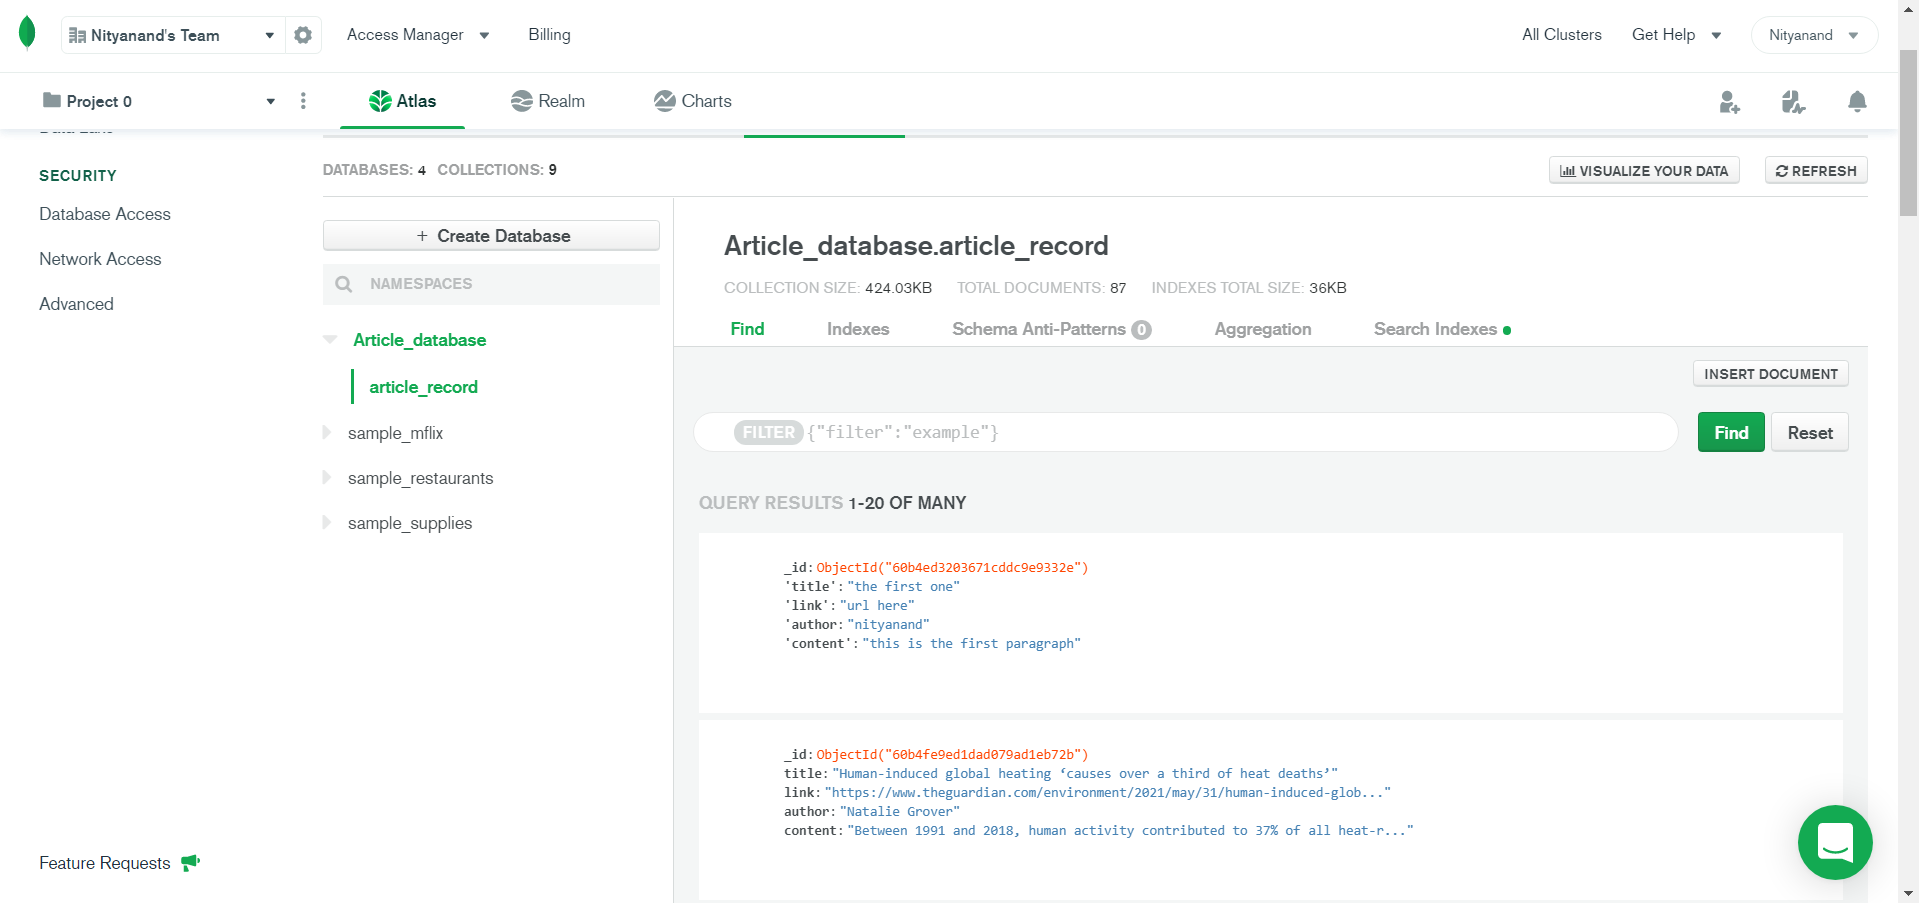 Nityanand's Team
Access Manager
Billing
All Clusters
Get Help
Nityanand
Project 0
Atlas
Realm
Charts
Data Lake
SECURITY
Database Access
Network Access
Advanced
Feature Requests
DATABASES: 4 COLLECTIONS: 9
VISUALIZE YOUR DATA
REFRESH
+ Create Database
NAMESPACES
Article_database
article_record
sample_mflix
sample_restaurants
sample_supplies
Article_database.article_record
COLLECTION SIZE: 424.03KB TOTAL DOCUMENTS: 87 INDEXES TOTAL SIZE: 36KB
Find Indexes Schema Anti-Patterns 0 Aggregation Search Indexes
INSERT DOCUMENT
FILTER {"filter":"example"}
Find
Reset
QUERY RESULTS 1-20 OF MANY
_id: ObjectId("60b4ed3203671cddc9e9332e")
'title': "the first one"
'link': "url here"
'author: "nityanand"
'content': "this is the first paragraph"
_id: ObjectId("60b4fe9ed1dad079ad1eb72b")
title: "Human-induced global heating ‘causes over a third of heat deaths’"
link: "https://www.theguardian.com/environment/2021/may/31/human-induced-glob..."
author: "Natalie Grover"
content: "Between 1991 and 2018, human activity contributed to 37% of all heat-r..."